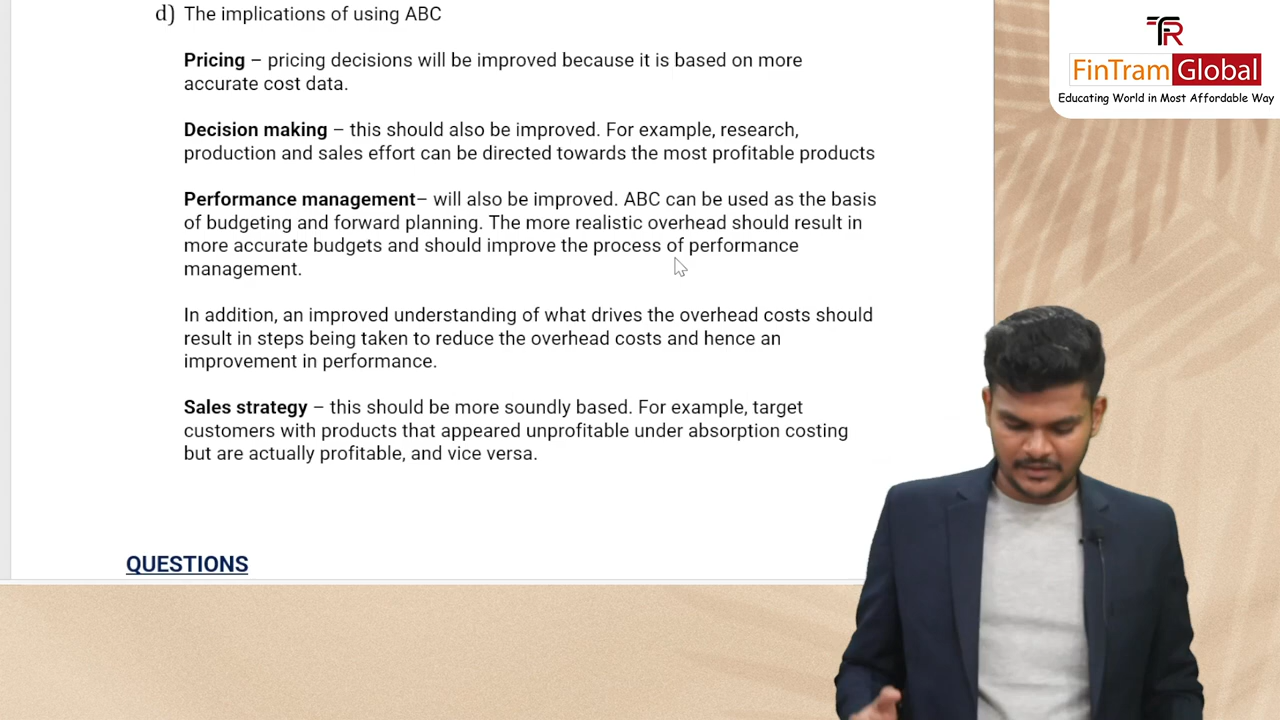 d) The implications of using ABC
Pricing – pricing decisions will be improved because it is based on more
accurate cost data.
Decision making – this should also be improved. For example, research,
production and sales effort can be directed towards the most profitable products
Performance management– will also be improved. ABC can be used as the basis
of budgeting and forward planning. The more realistic overhead should result in
more accurate budgets and should improve the process of performance
management.
In addition, an improved understanding of what drives the overhead costs should
result in steps being taken to reduce the overhead costs and hence an
improvement in performance.
Sales strategy – this should be more soundly based. For example, target
customers with products that appeared unprofitable under absorption costing
but are actually profitable, and vice versa.
QUESTIONS
FinTram Global
Educating World in Most Affordable Way